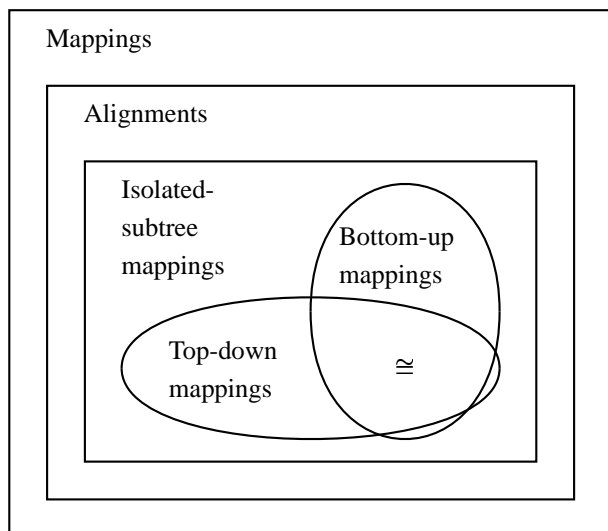 Mappings
Alignments
Isolated-
subtree
mappings
Bottom-up
mappings
Top-down
mappings
≅